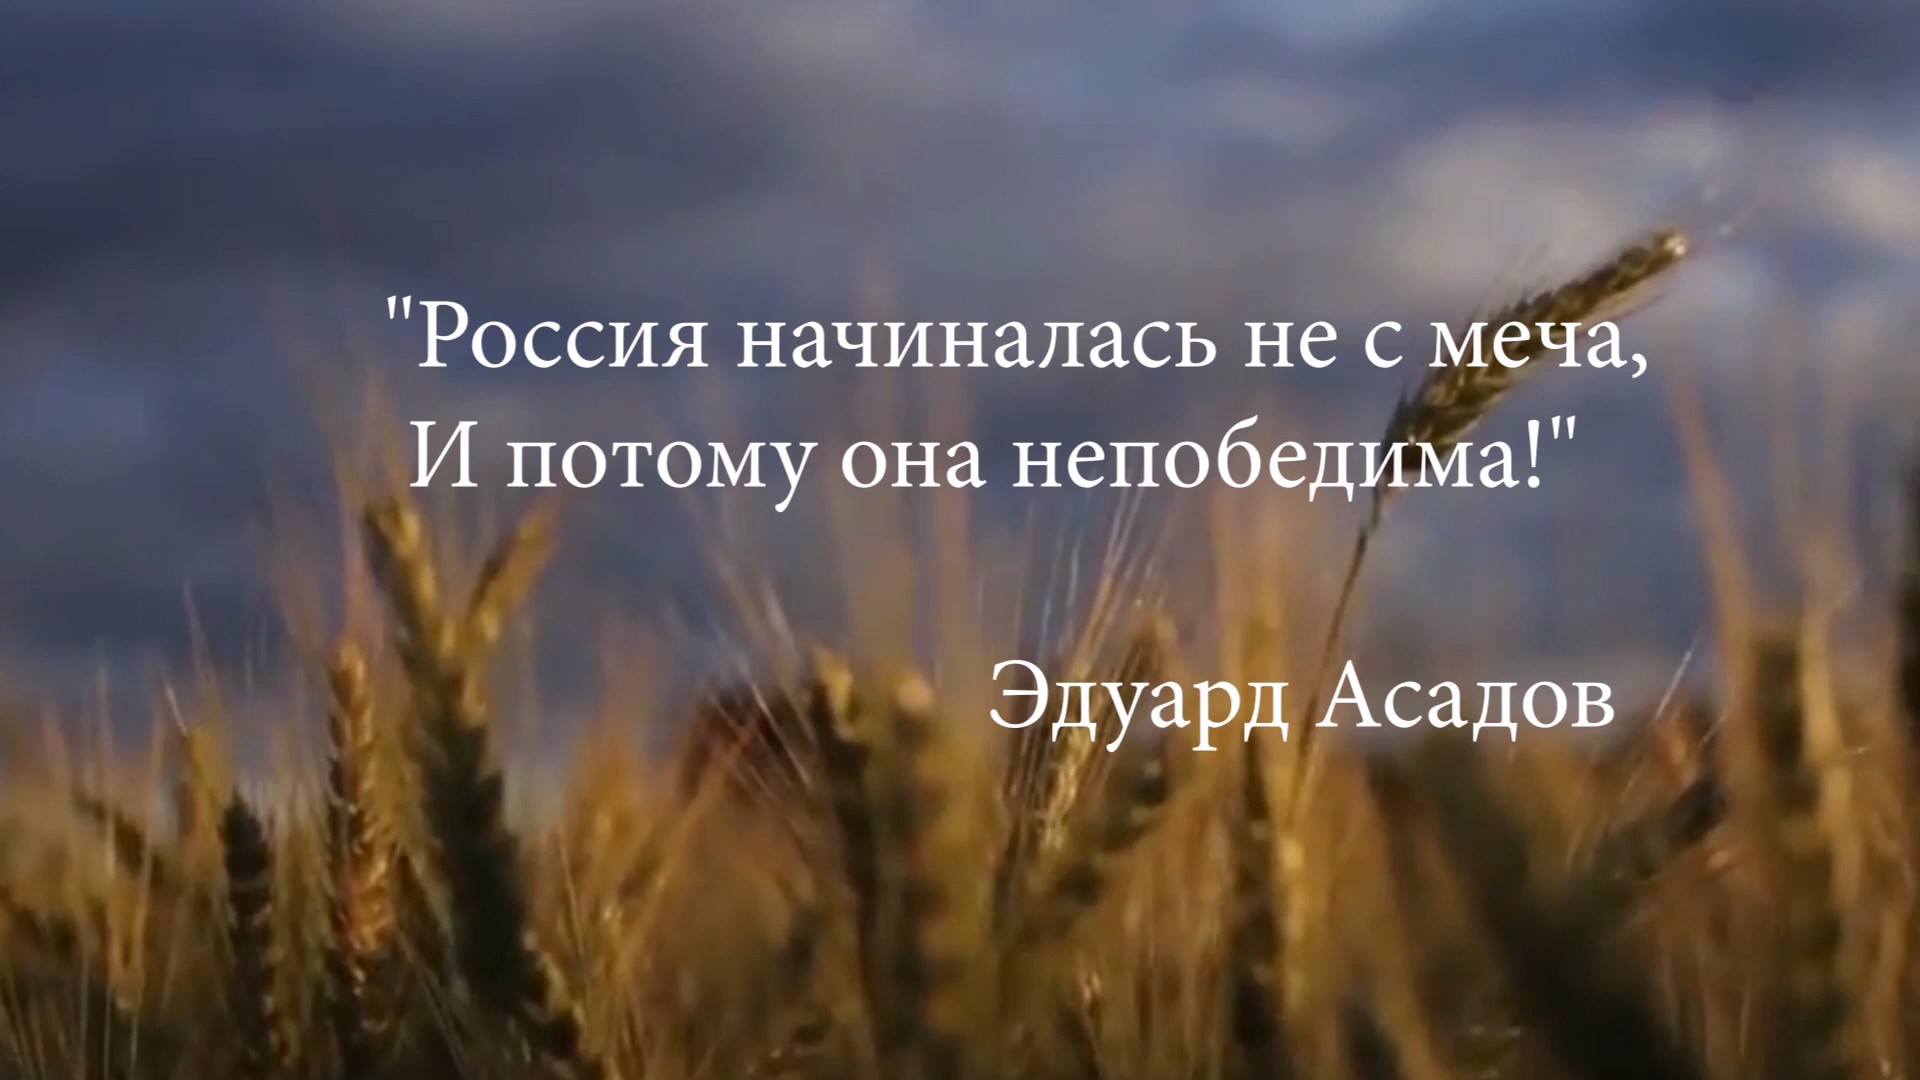 "Россия начиналась не с меча,
И потому она непобедима!"
Эдуард Асадов